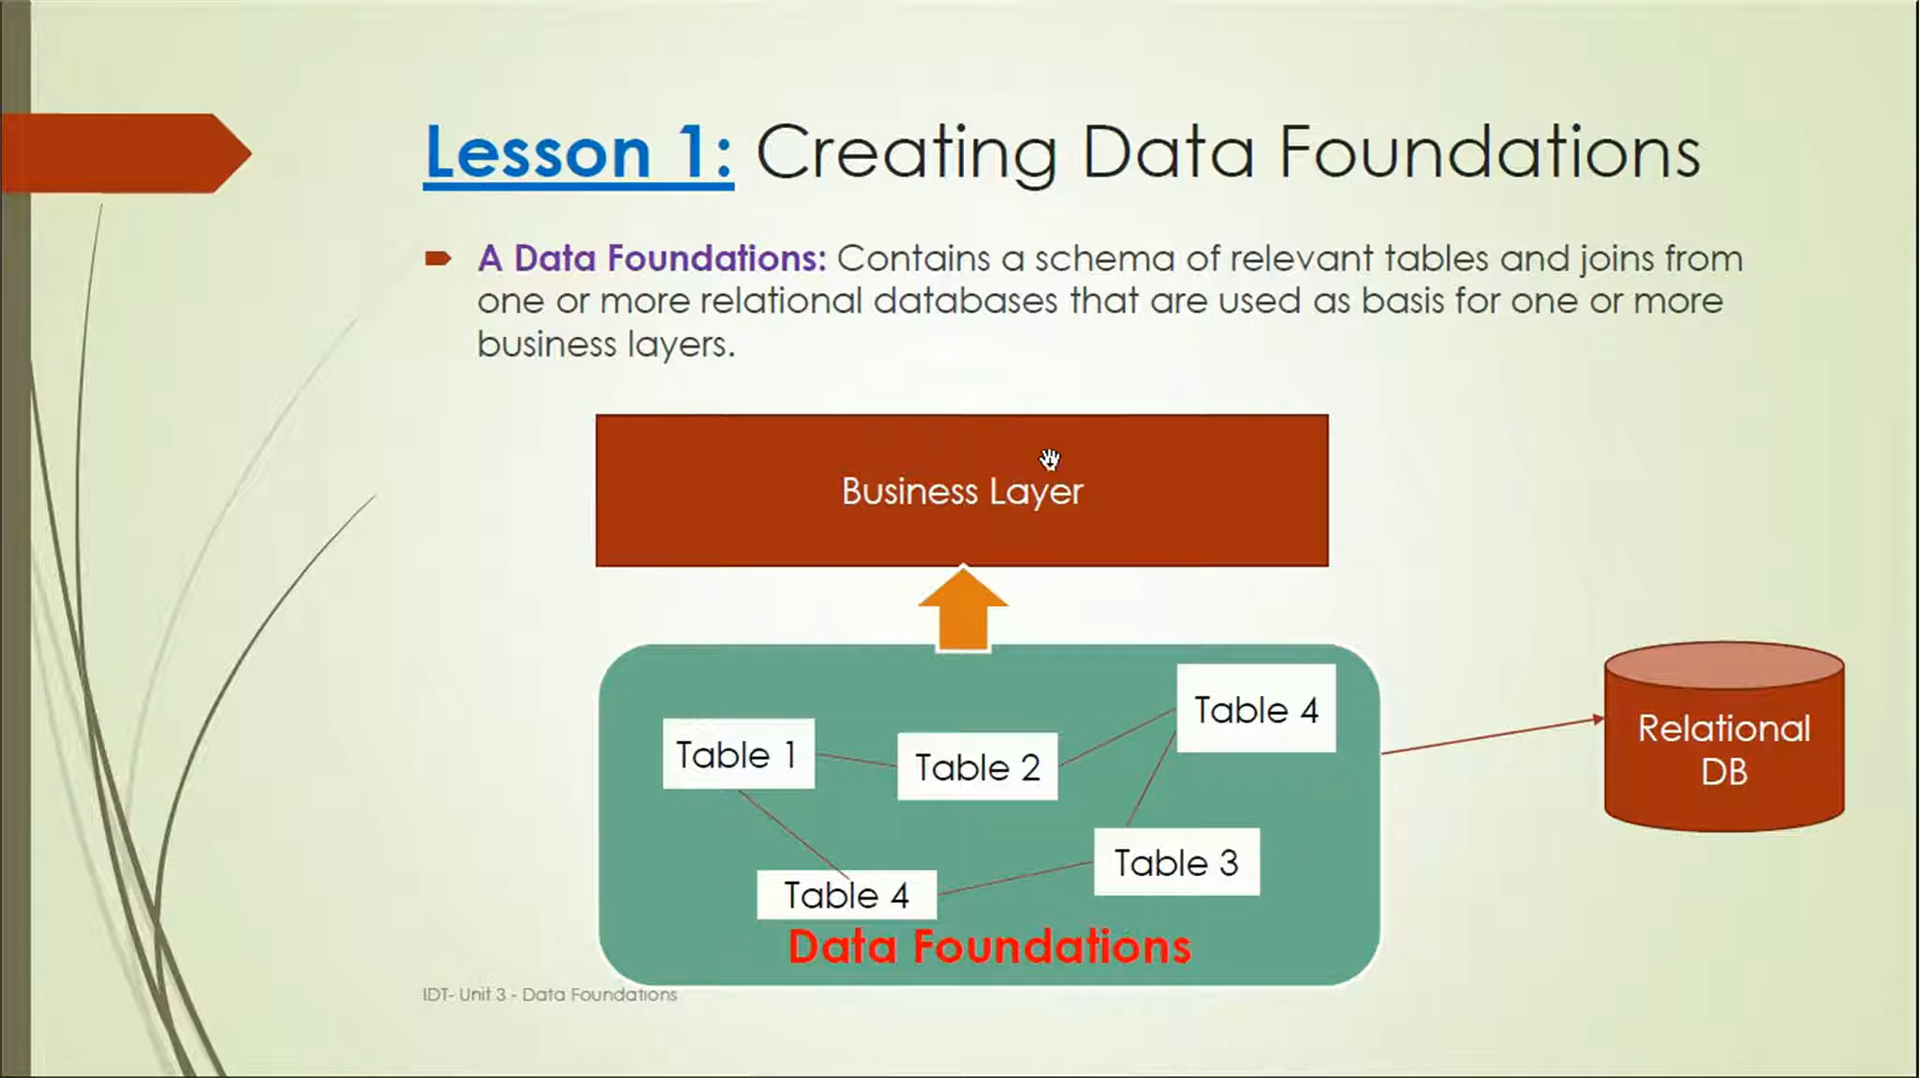 Lesson 1: Creating Data Foundations
A Data Foundations: Contains a schema of relevant tables and joins from
one or more relational databases that are used as basis for one or more
business layers.
Business Layer
Table 4
Table 1
Table 2
Relational
DB
Table 3
Table 4
Data Foundations
IDT- Unit 3 - Data Foundations